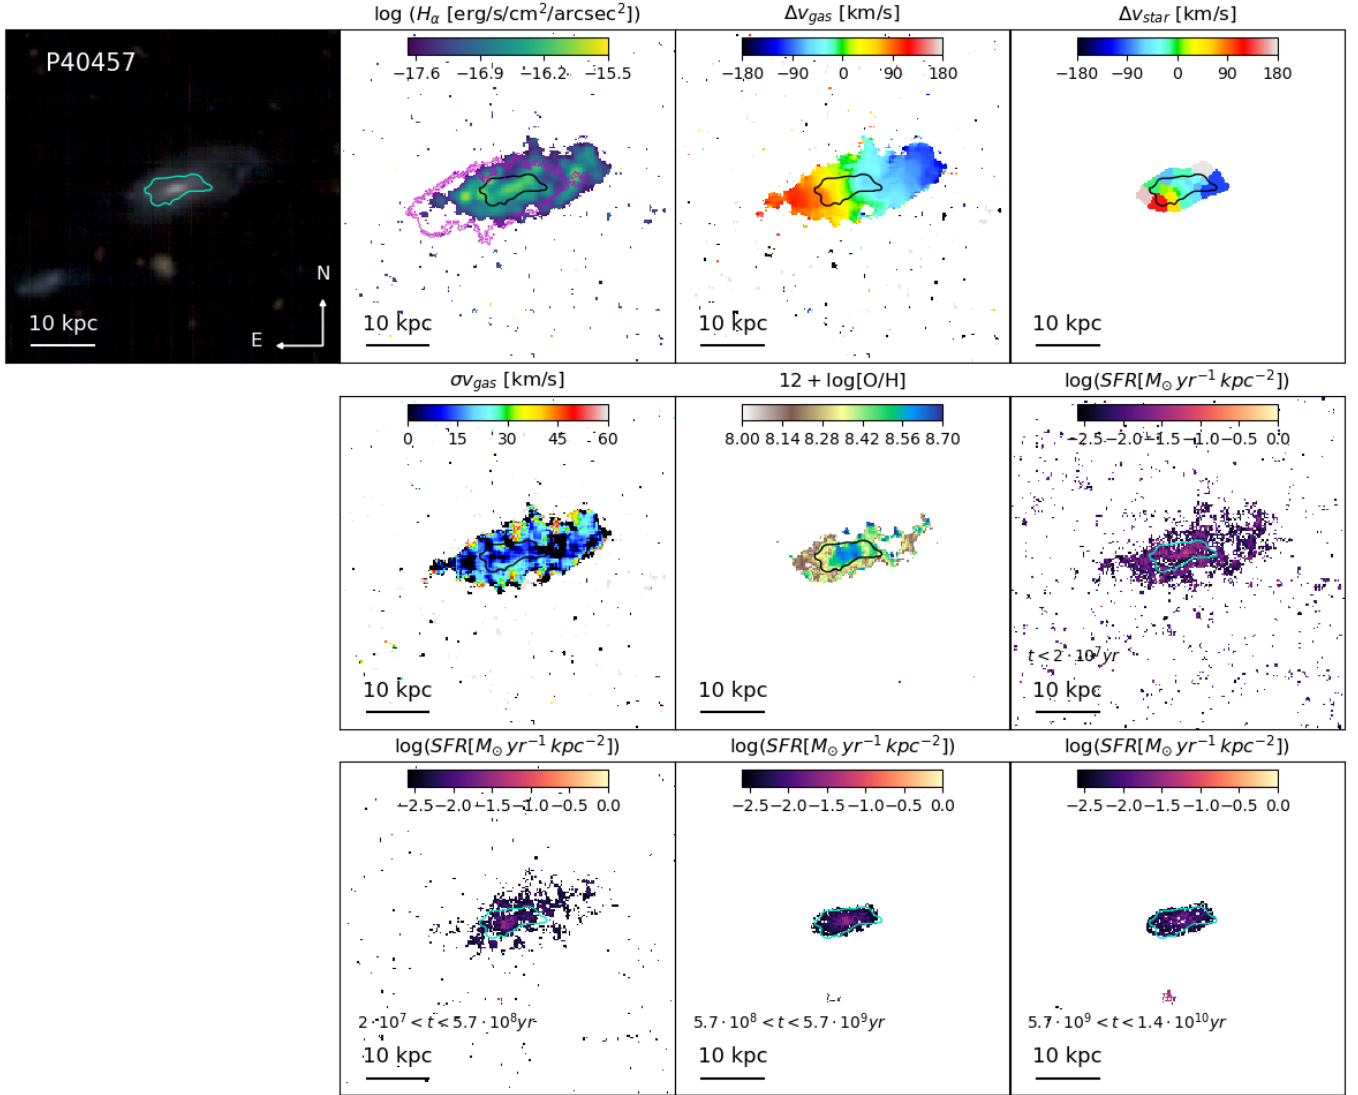 log (Hα [erg/s/cm²/arcsec²])
Δv_gas [km/s]
Δv_star [km/s]
P40457
−17.6 −16.9 −16.2 −15.5
−180 −90 0 90 180
−180 −90 0 90 180
N
E
10 kpc
10 kpc
10 kpc
10 kpc
σv_gas [km/s]
12 + log[O/H]
log(SFR[M⊙ yr⁻¹ kpc⁻²])
0 15 30 45 60
8.00 8.14 8.28 8.42 8.56 8.70
−2.5 −2.0 −1.5 −1.0 −0.5 0.0
t < 2 · 10⁷yr
10 kpc
10 kpc
10 kpc
log(SFR[M⊙ yr⁻¹ kpc⁻²])
log(SFR[M⊙ yr⁻¹ kpc⁻²])
log(SFR[M⊙ yr⁻¹ kpc⁻²])
−2.5 −2.0 −1.5 −1.0 −0.5 0.0
−2.5 −2.0 −1.5 −1.0 −0.5 0.0
−2.5 −2.0 −1.5 −1.0 −0.5 0.0
2 · 10⁷ < t < 5.7 · 10⁸yr
5.7 · 10⁸ < t < 5.7 · 10⁹yr
5.7 · 10⁹ < t < 1.4 · 10¹⁰yr
10 kpc
10 kpc
10 kpc